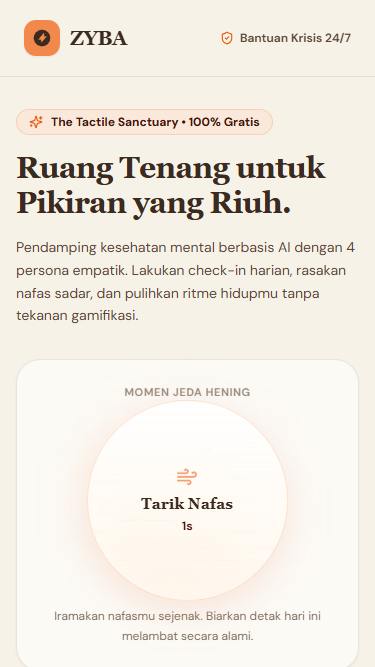 ZYBA
Bantuan Krisis 24/7
The Tactile Sanctuary • 100% Gratis
Ruang Tenang untuk
Pikiran yang Riuh.
Pendamping kesehatan mental berbasis AI dengan 4
persona empatik. Lakukan check-in harian, rasakan
nafas sadar, dan pulihkan ritme hidupmu tanpa
tekanan gamifikasi.
MOMEN JEDA HENING
Tarik Nafas
1s
Iramakan nafasmu sejenak. Biarkan detak hari ini
melambat secara alami.